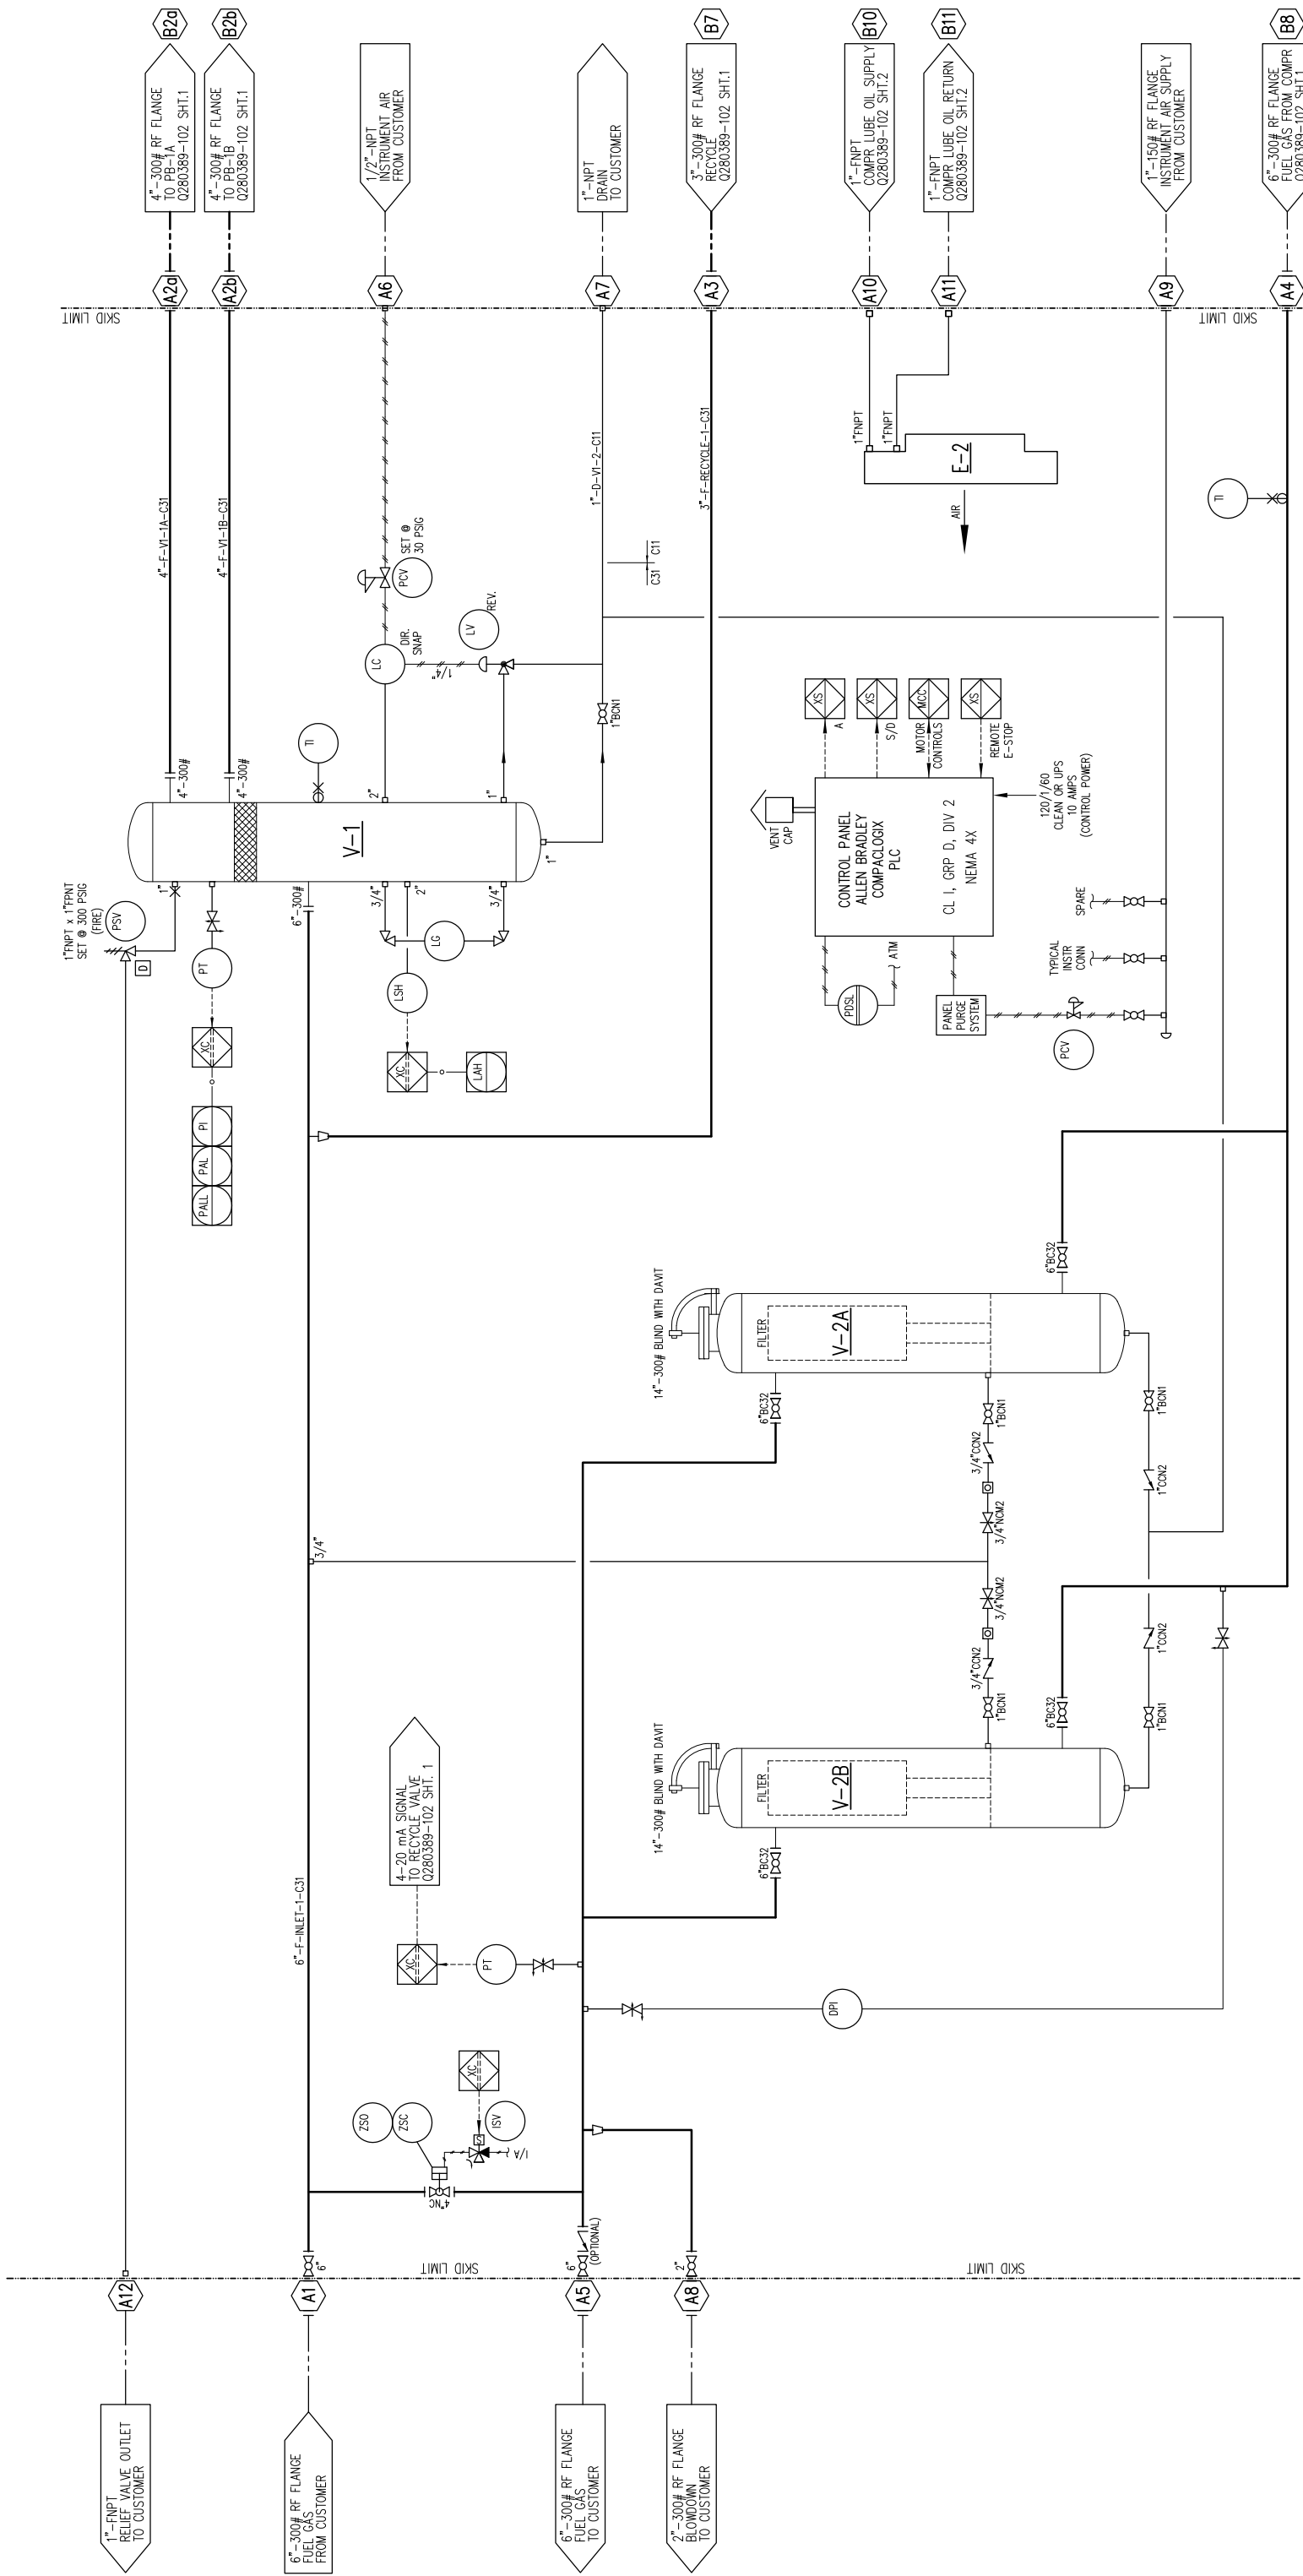 1"-FNPT
RELIEF VALVE OUTLET
TO CUSTOMER
A12
6"-300# RF FLANGE
FUEL GAS
FROM CUSTOMER
A1
6"
6"-300# RF FLANGE
FUEL GAS
TO CUSTOMER
A5
6"
(OPTIONAL)
2"-300# RF FLANGE
BLOWDOWN
TO CUSTOMER
A8
2"
SKID LIMIT
SKID LIMIT
4"NC
ZSO
ZSC
XC
S
ISV
I/A
6"-F-INLET-1-C31
4-20 mA SIGNAL
TO RECYCLE VALVE
Q280389-102 SHT. 1
XC
PT
DPI
14"-300# BLIND WITH DAVIT
FILTER
V-2B
6"BC32
6"BC32
1"BCN1
3/4"CCN2
3/4"NCM2
1"BCN1
1"CCN2
3/4"
14"-300# BLIND WITH DAVIT
FILTER
V-2A
6"BC32
6"BC32
1"BCN1
3/4"CCN2
3/4"NCM2
1"BCN1
1"CCN2
1"FNPT x 1"FPNT
SET @ 300 PSIG
(FIRE)
PSV
D
1"
PT
XC
PI
PAL
PALL
6"-300#
3/4"
2"
3/4"
LG
LSH
XC
LAH
V-1
4"-300#
4"-300#
TI
2"
1"
1"
LC
DIR.
SNAP
1/4"
LV
REV.
PCV
SET @
30 PSIG
1"BCN1
4"-F-V1-1A-C31
4"-F-V1-1B-C31
1"-D-V1-2-C11
C31
C11
3"-F-RECYCLE-1-C31
VENT
CAP
CONTROL PANEL
ALLEN BRADLEY
COMPACLOGIX
PLC
CL I, GRP D, DIV 2
NEMA 4X
XS
A
XS
S/D
MCC
MOTOR
CONTROLS
XS
REMOTE
E-STOP
120/1/60
CLEAN OR UPS
10 AMPS
(CONTROL POWER)
PDSL
ATM
PANEL
PURGE
SYSTEM
PCV
TYPICAL
INSTR
CONN
SPARE
E-2
AIR
1"FNPT
1"FNPT
TI
SKID LIMIT
SKID LIMIT
A2a
4"-300# RF FLANGE
TO PB-1A
Q280389-102 SHT.1
B2a
A2b
4"-300# RF FLANGE
TO PB-1B
Q280389-102 SHT.1
B2b
A6
1/2"-NPT
INSTRUMENT AIR
FROM CUSTOMER
A7
1"-NPT
DRAIN
TO CUSTOMER
A3
3"-300# RF FLANGE
RECYCLE
Q280389-102 SHT.1
B7
A10
1"-FNPT
COMPR LUBE OIL SUPPLY
Q280389-102 SHT.2
B10
A11
1"-FNPT
COMPR LUBE OIL RETURN
Q280389-102 SHT.2
B11
A9
1"-150# RF FLANGE
INSTRUMENT AIR SUPPLY
FROM CUSTOMER
A4
6"-300# RF FLANGE
FUEL GAS FROM COMPR
Q280389-102 SHT.1
B8